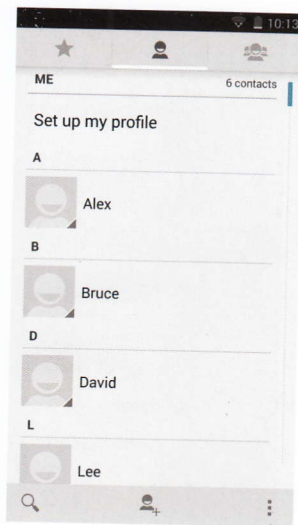 10:13
ME 6 contacts
Set up my profile
A
Alex
B
Bruce
D
David
L
Lee